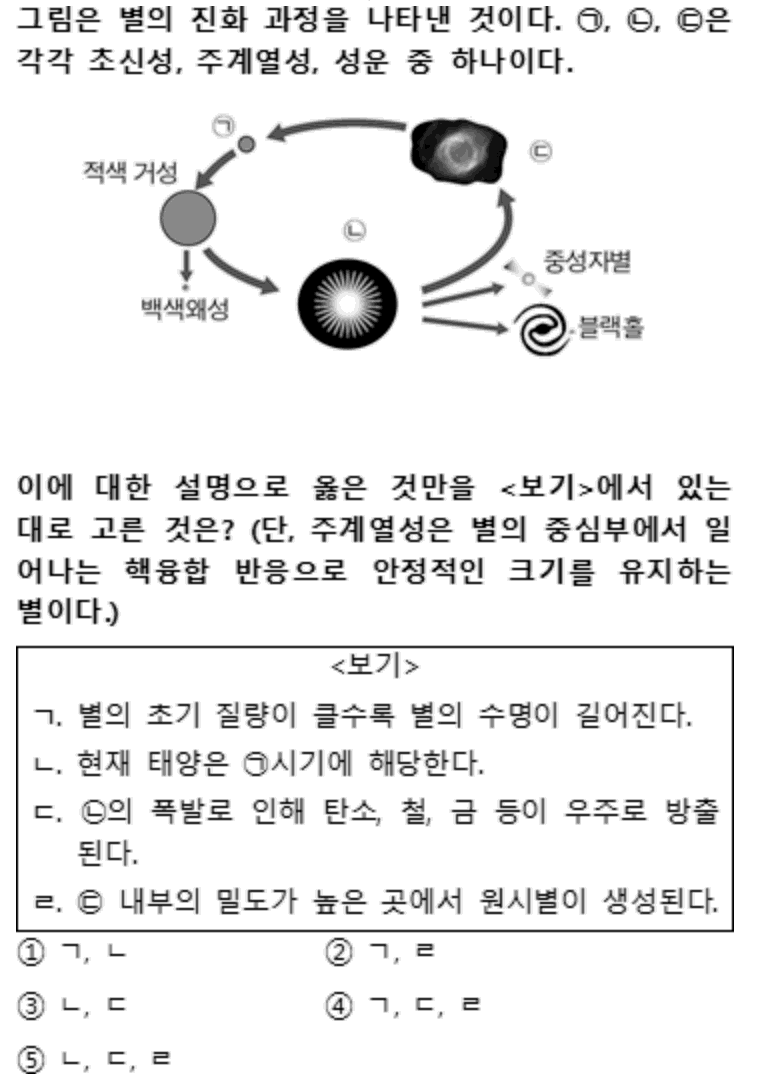 그림은 별의 진화 과정을 나타낸 것이다. ㉠, ㉡, ㉢은
각각 초신성, 주계열성, 성운 중 하나이다.
㉠
㉢
적색 거성
㉡
중성자별
백색왜성
블랙홀
이에 대한 설명으로 옳은 것만을 <보기>에서 있는
대로 고른 것은? (단, 주계열성은 별의 중심부에서 일
어나는 핵융합 반응으로 안정적인 크기를 유지하는
별이다.)
<보기>
ㄱ. 별의 초기 질량이 클수록 별의 수명이 길어진다.
ㄴ. 현재 태양은 ㉠시기에 해당한다.
ㄷ. ㉡의 폭발로 인해 탄소, 철, 금 등이 우주로 방출
된다.
ㄹ. ㉢ 내부의 밀도가 높은 곳에서 원시별이 생성된다.
① ㄱ, ㄴ ② ㄱ, ㄹ
③ ㄴ, ㄷ ④ ㄱ, ㄷ, ㄹ
⑤ ㄴ, ㄷ, ㄹ